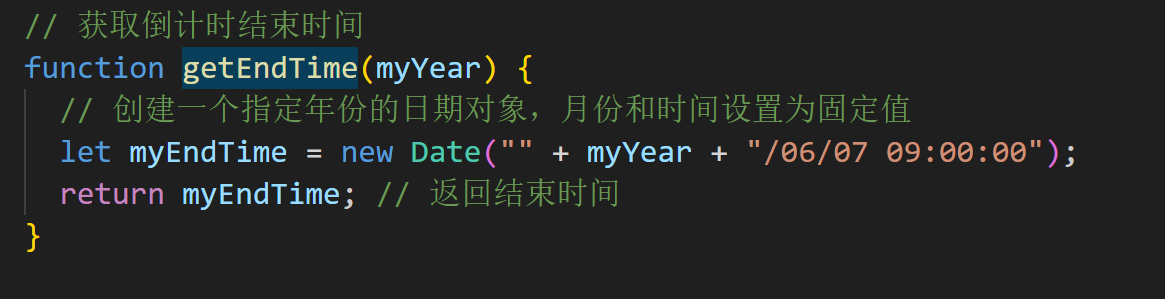 // 获取倒计时结束时间
function getEndTime(myYear) {
// 创建一个指定年份的日期对象，月份和时间设置为固定值
let myEndTime = new Date("" + myYear + "/06/07 09:00:00");
return myEndTime; // 返回结束时间
}